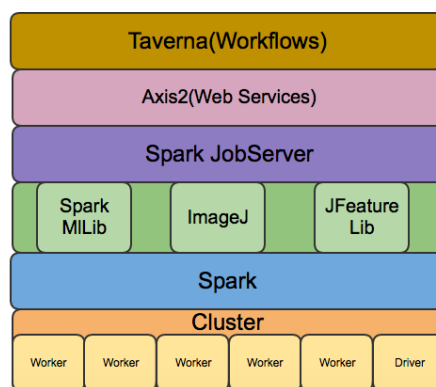 Taverna(Workflows)
Axis2(Web Services)
Spark JobServer
Spark
MlLib
ImageJ
JFeature
Lib
Spark
Cluster
Worker
Worker
Worker
Worker
Worker
Driver